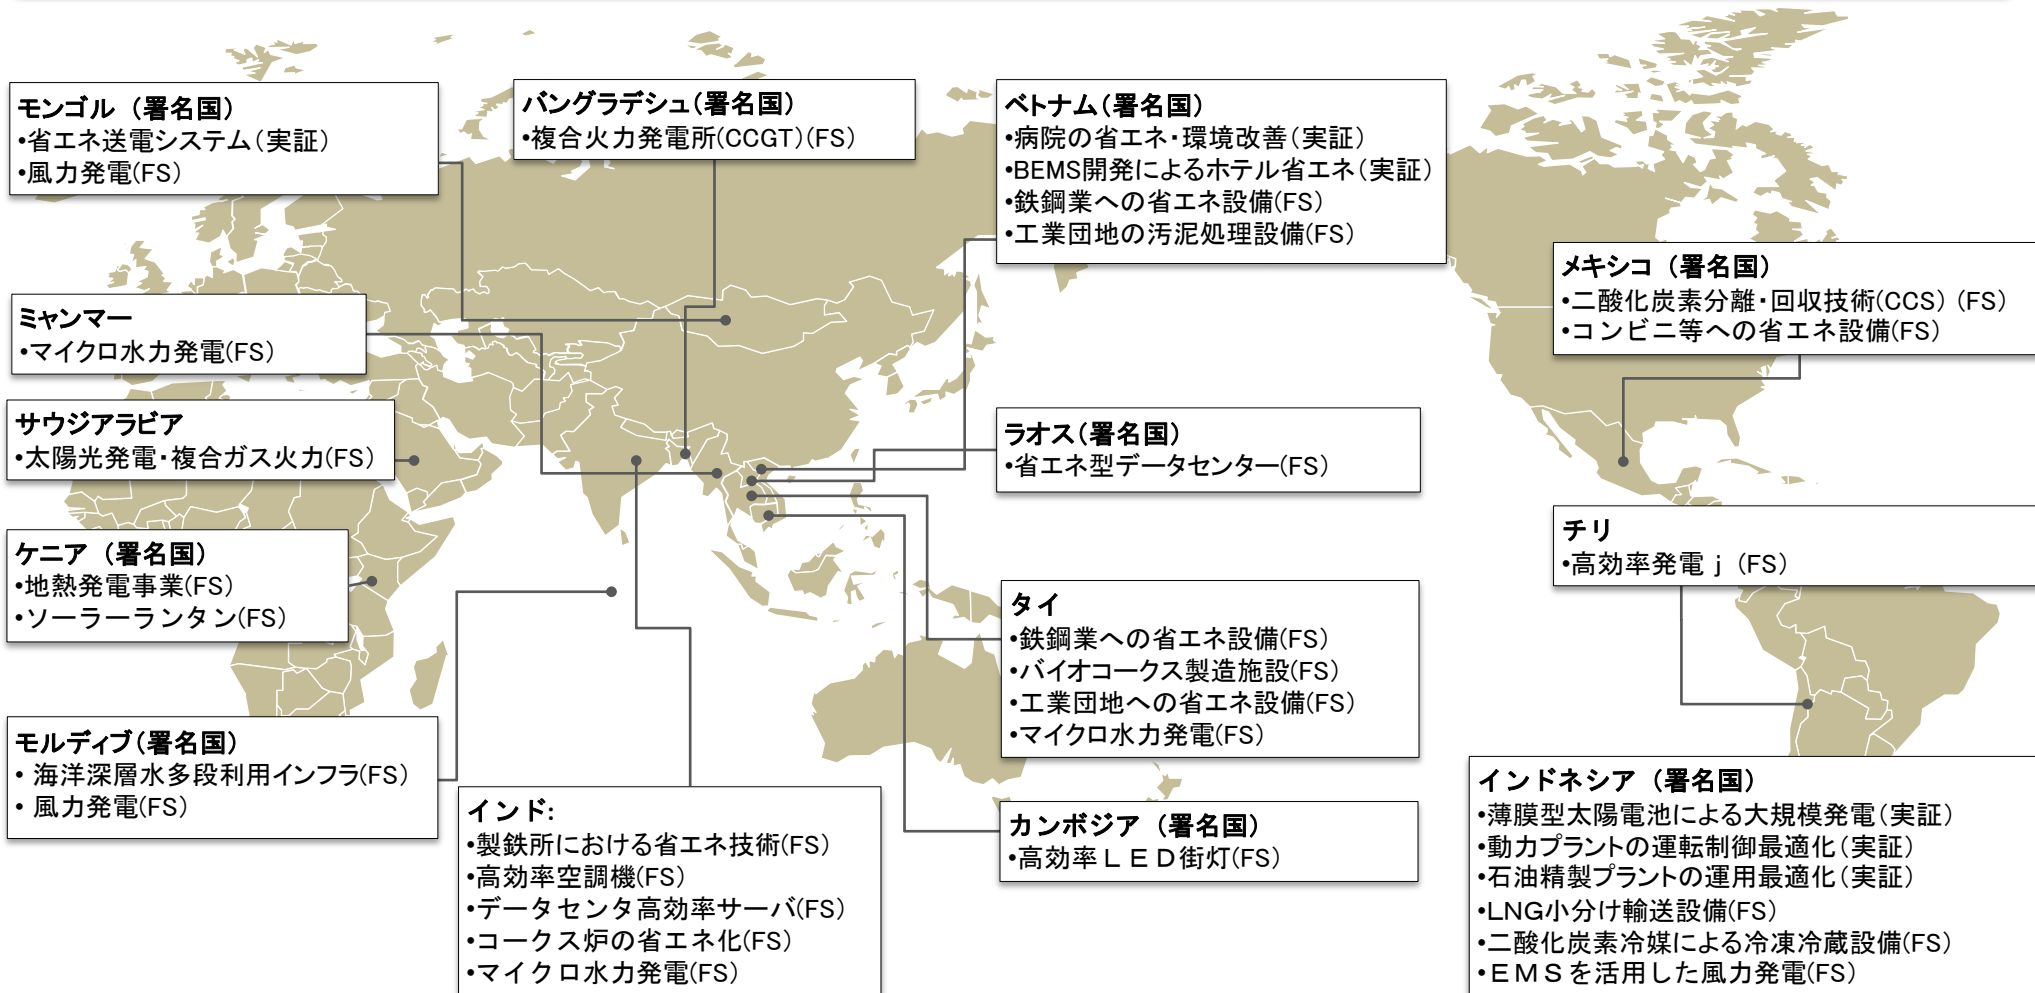 モンゴル （署名国）
•省エネ送電システム（実証）
•風力発電(FS)
バングラデシュ（署名国）
•複合火力発電所(CCGT)(FS)
ベトナム（署名国）
•病院の省エネ・環境改善（実証）
•BEMS開発によるホテル省エネ（実証）
•鉄鋼業への省エネ設備(FS)
•工業団地の汚泥処理設備(FS)
メキシコ （署名国）
•二酸化炭素分離・回収技術(CCS) (FS)
•コンビニ等への省エネ設備(FS)
ミャンマー
•マイクロ水力発電(FS)
サウジアラビア
•太陽光発電・複合ガス火力(FS)
ラオス（署名国）
•省エネ型データセンター(FS)
ケニア （署名国）
•地熱発電事業(FS)
•ソーラーランタン(FS)
チリ
•高効率発電ｊ (FS)
タイ
•鉄鋼業への省エネ設備(FS)
•バイオコークス製造施設(FS)
•工業団地への省エネ設備(FS)
•マイクロ水力発電(FS)
モルディブ（署名国）
• 海洋深層水多段利用インフラ(FS)
• 風力発電(FS)
インド:
•製鉄所における省エネ技術(FS)
•高効率空調機(FS)
•データセンタ高効率サーバ(FS)
•コークス炉の省エネ化(FS)
•マイクロ水力発電(FS)
カンボジア （署名国）
•高効率ＬＥＤ街灯(FS)
インドネシア （署名国）
•薄膜型太陽電池による大規模発電（実証）
•動力プラントの運転制御最適化（実証）
•石油精製プラントの運用最適化（実証）
•LNG小分け輸送設備(FS)
•二酸化炭素冷媒による冷凍冷蔵設備(FS)
•ＥＭＳを活用した風力発電(FS)